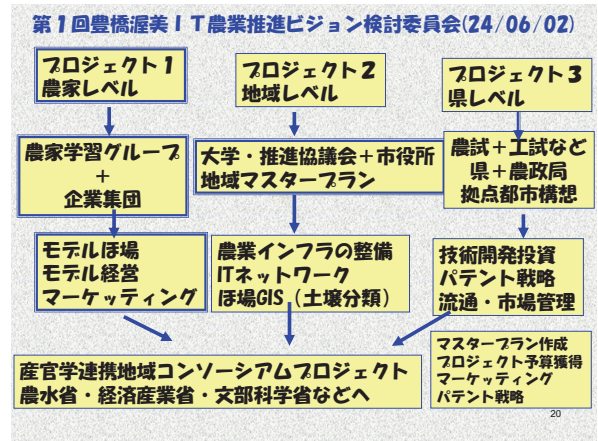 第1回豊橋渥美IT農業推進ビジョン検討委員会(24/06/02)
プロジェクト1
農家レベル
プロジェクト2
地域レベル
プロジェクト3
県レベル
農家学習グループ
+
企業集団
大学・推進協議会+市役所
地域マスタープラン
農試+工試など
県+農政局
拠点都市構想
モデルほ場
モデル経営
マーケッティング
農業インフラの整備
ITネットワーク
ほ場GIS(土壌分類)
技術開発投資
パテント戦略
流通・市場管理
産官学連携地域コンソーシアムプロジェクト
農水省・経済産業省・文部科学省などへ
マスタープラン作成
プロジェクト予算獲得
マーケッティング
パテント戦略
20